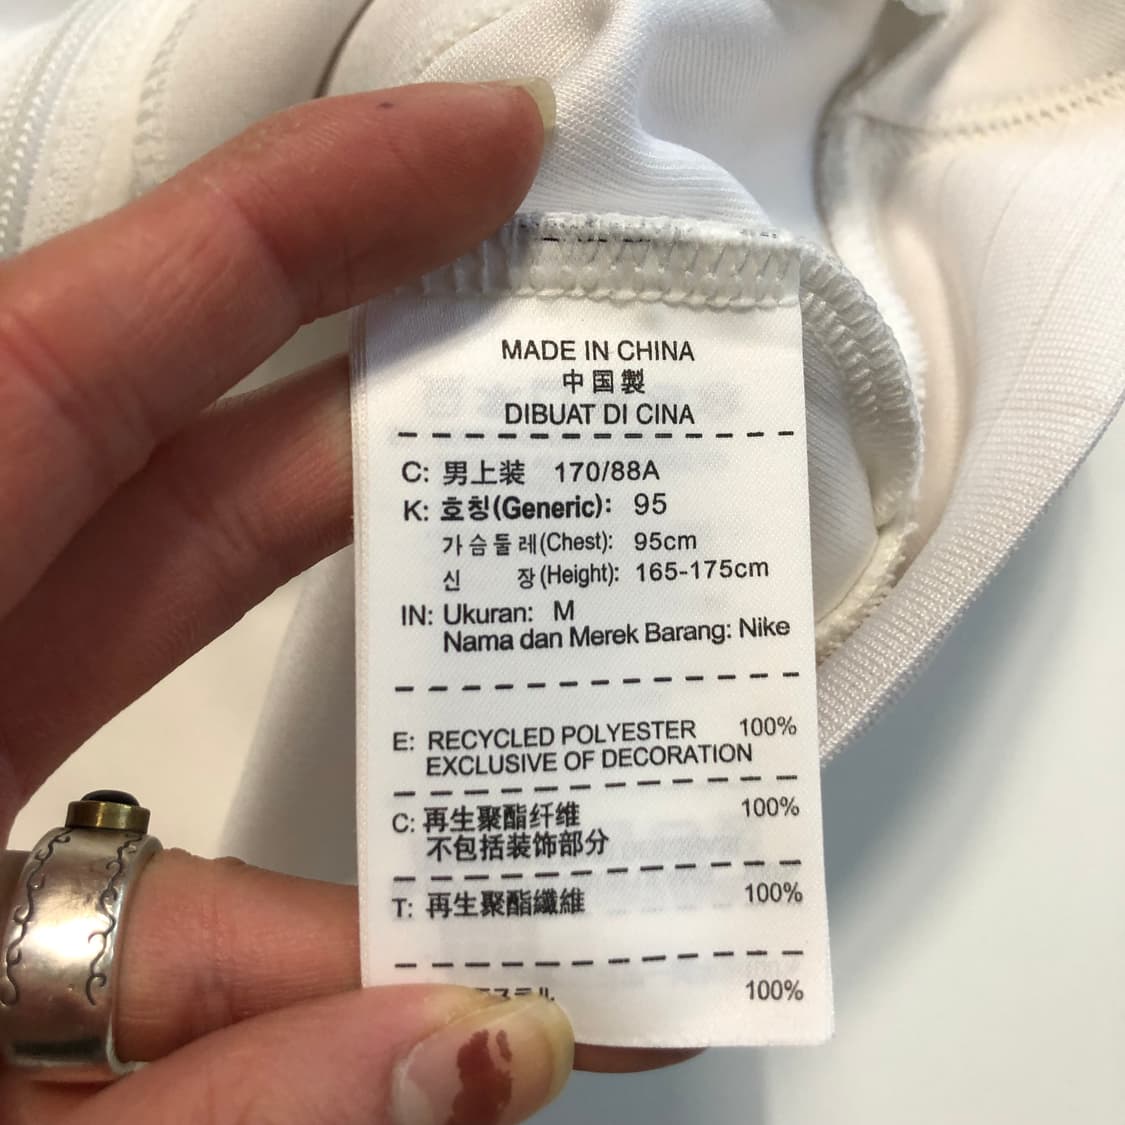 MADE IN CHINA
中国製
DIBUAT DI CINA
C: 男上装 170/88A
K: 호칭(Generic): 95
가슴둘레(Chest): 95cm
신 장(Height): 165-175cm
IN: Ukuran: M
Nama dan Merek Barang: Nike
E: RECYCLED POLYESTER 100%
EXCLUSIVE OF DECORATION
C: 再生聚酯纤维 100%
不包括装饰部分
T: 再生聚酯纖維 100%
100%